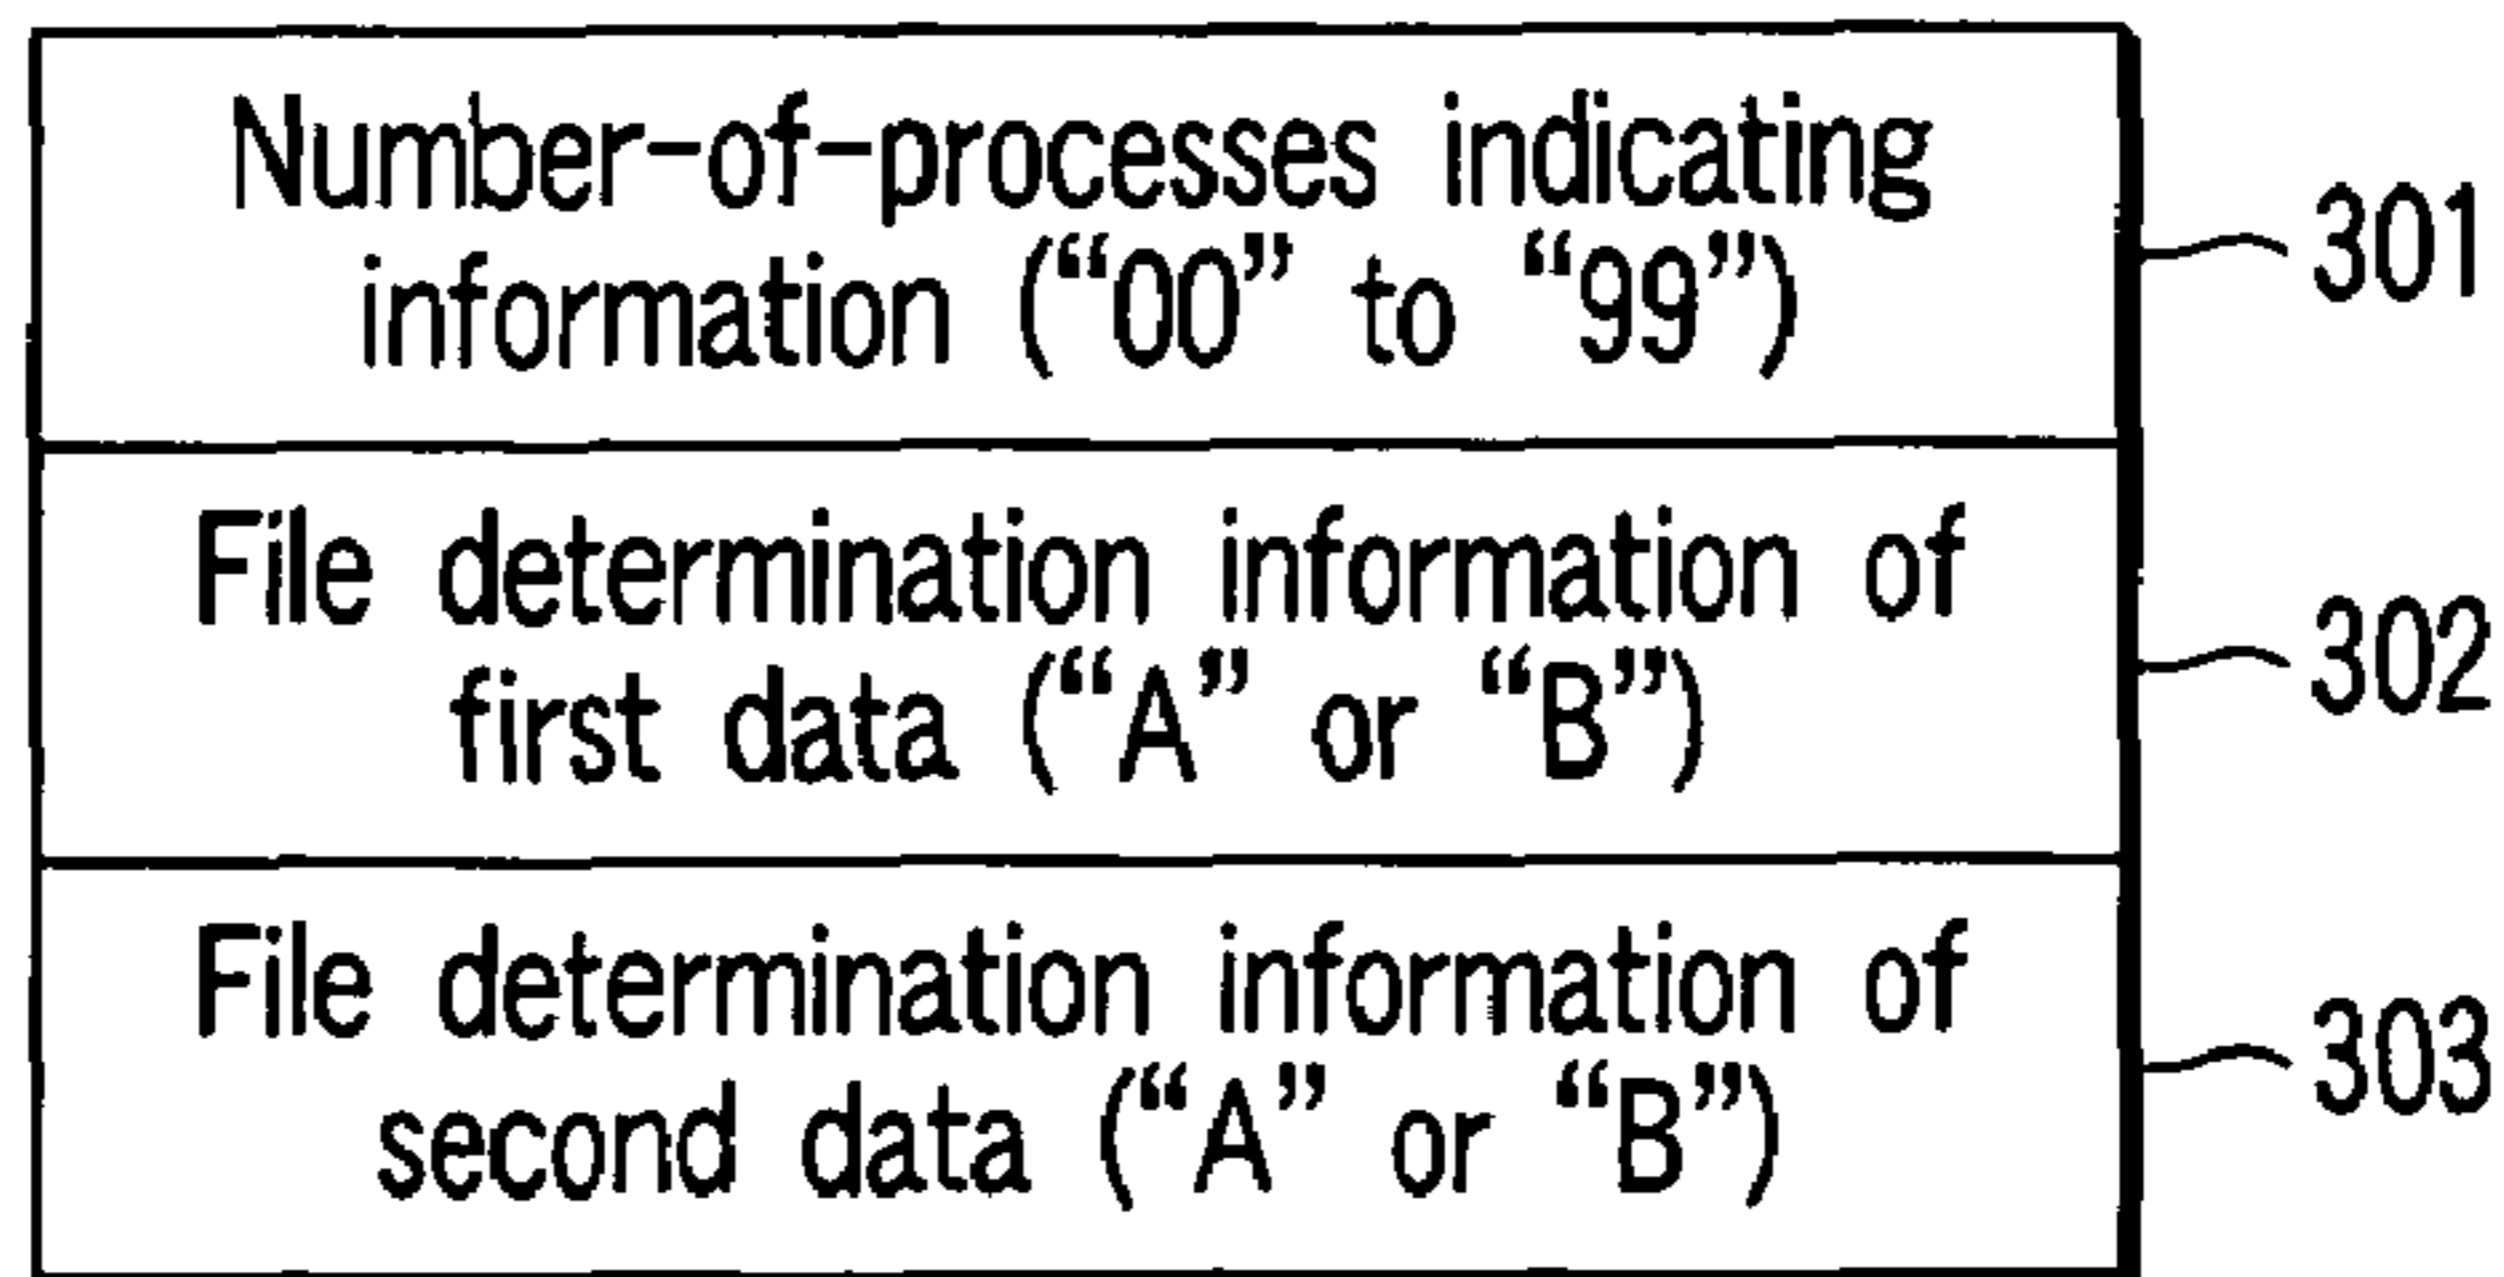 Number-of-processes indicating
information (“00” to “99”)
301
File determination information of
first data (“A” or “B”)
302
File determination information of
second data (“A” or “B”)
303